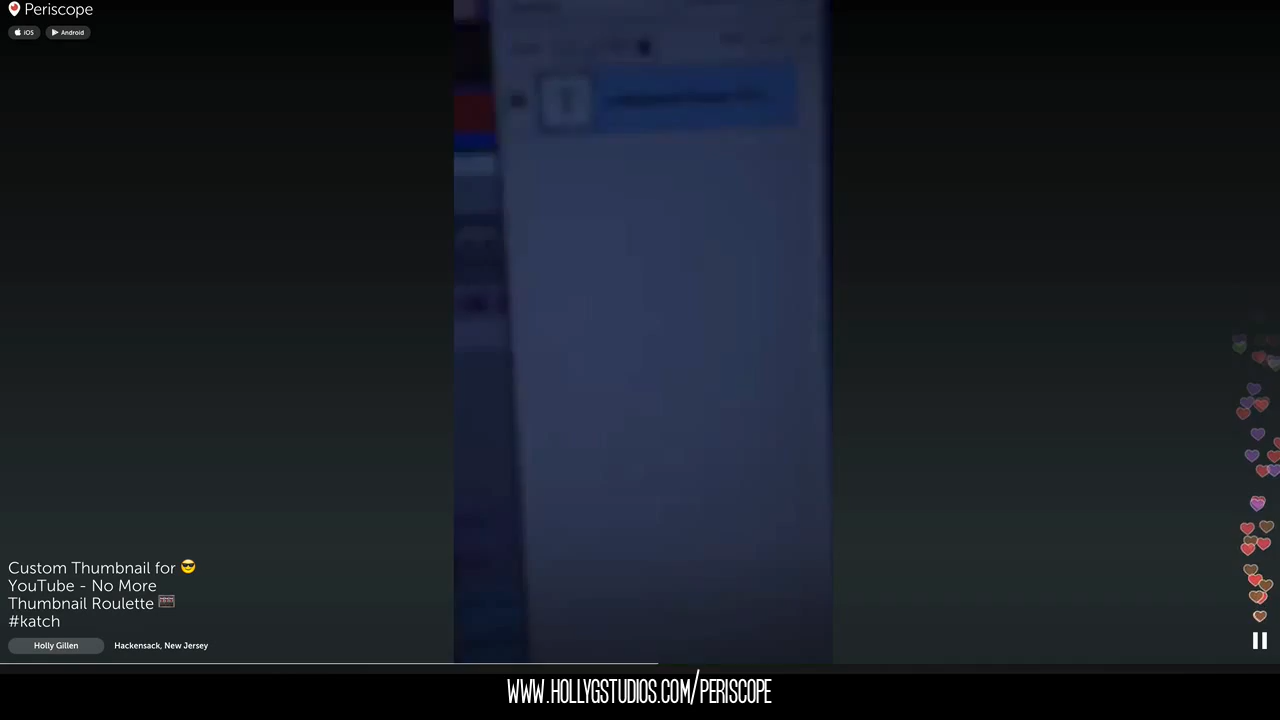 Periscope
iOS
Android
T
Custom Thumbnail for 😎
YouTube - No More
Thumbnail Roulette
#katch
Holly Gillen
Hackensack, New Jersey
WWW.HOLLYGSTUDIOS.COM/PERISCOPE